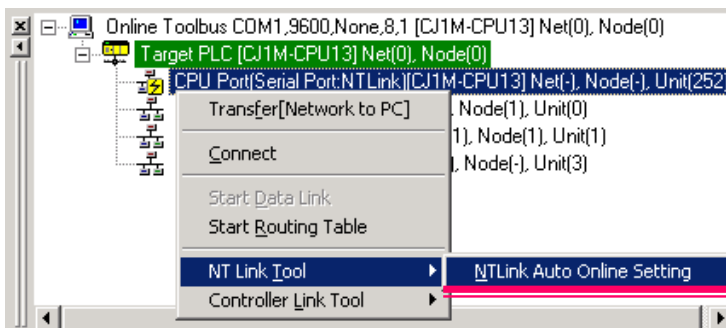 Online Toolbus COM1,9600,None,8,1 [CJ1M-CPU13] Net(0), Node(0)
Target PLC [CJ1M-CPU13] Net(0), Node(0)
CPU Port(Serial Port:NTLink)[CJ1M-CPU13] Net(-), Node(-), Unit(252)
Transfer[Network to PC]
, Node(1), Unit(0)
1), Node(1), Unit(1)
Connect
), Node(-), Unit(3)
Start Data Link
Start Routing Table
NT Link Tool
NTLink Auto Online Setting
Controller Link Tool